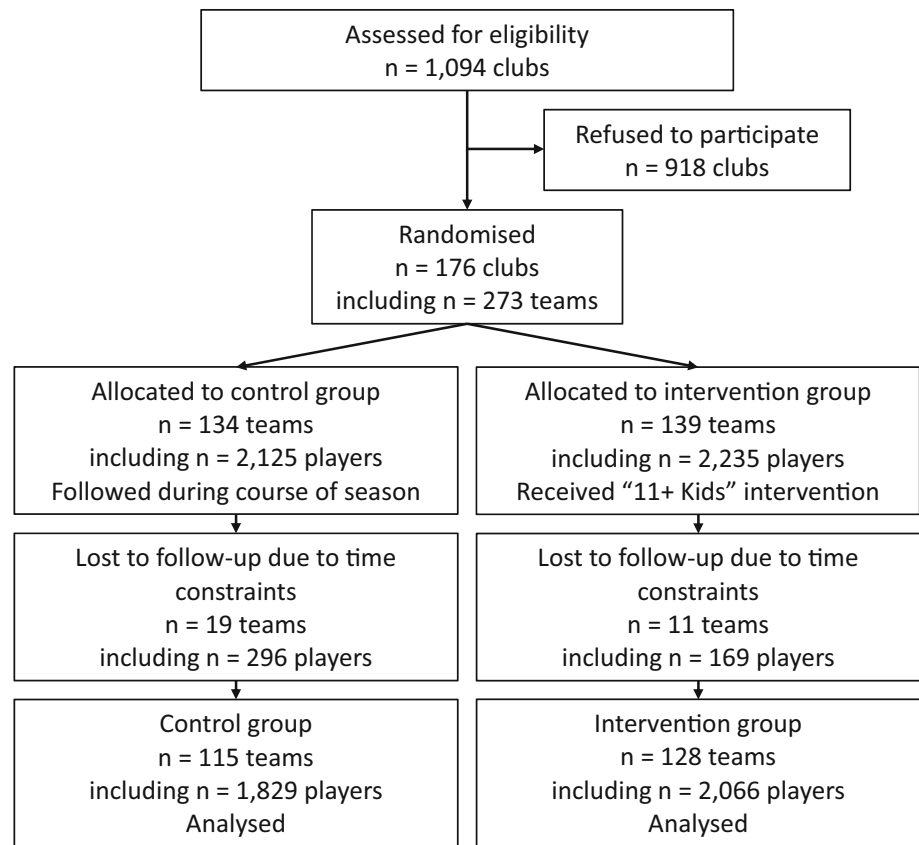 Assessed for eligibility
n = 1,094 clubs
Refused to participate
n = 918 clubs
Randomised
n = 176 clubs
including n = 273 teams
Allocated to control group
n = 134 teams
including n = 2,125 players
Followed during course of season
Allocated to intervention group
n = 139 teams
including n = 2,235 players
Received “11+ Kids” intervention
Lost to follow-up due to time
constraints
n = 19 teams
including n = 296 players
Lost to follow-up due to time
constraints
n = 11 teams
including n = 169 players
Control group
n = 115 teams
including n = 1,829 players
Analysed
Intervention group
n = 128 teams
including n = 2,066 players
Analysed